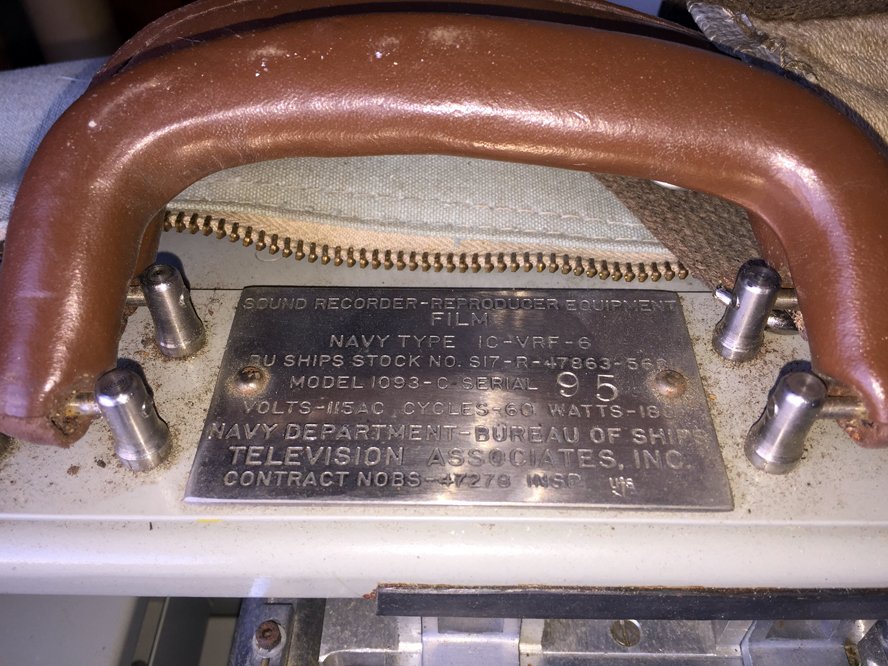 SOUND RECORDER-REPRODUCER EQUIPMENT
FILM
NAVY TYPE IC-VRF-6
BU SHIPS STOCK NO. S17-R-47863-560
MODEL 1093-C SERIAL 95
VOLTS-115AC CYCLES-60 WATTS-180
NAVY DEPARTMENT-BUREAU OF SHIPS
TELEVISION ASSOCIATES, INC.
CONTRACT NOBS-47279 INSP